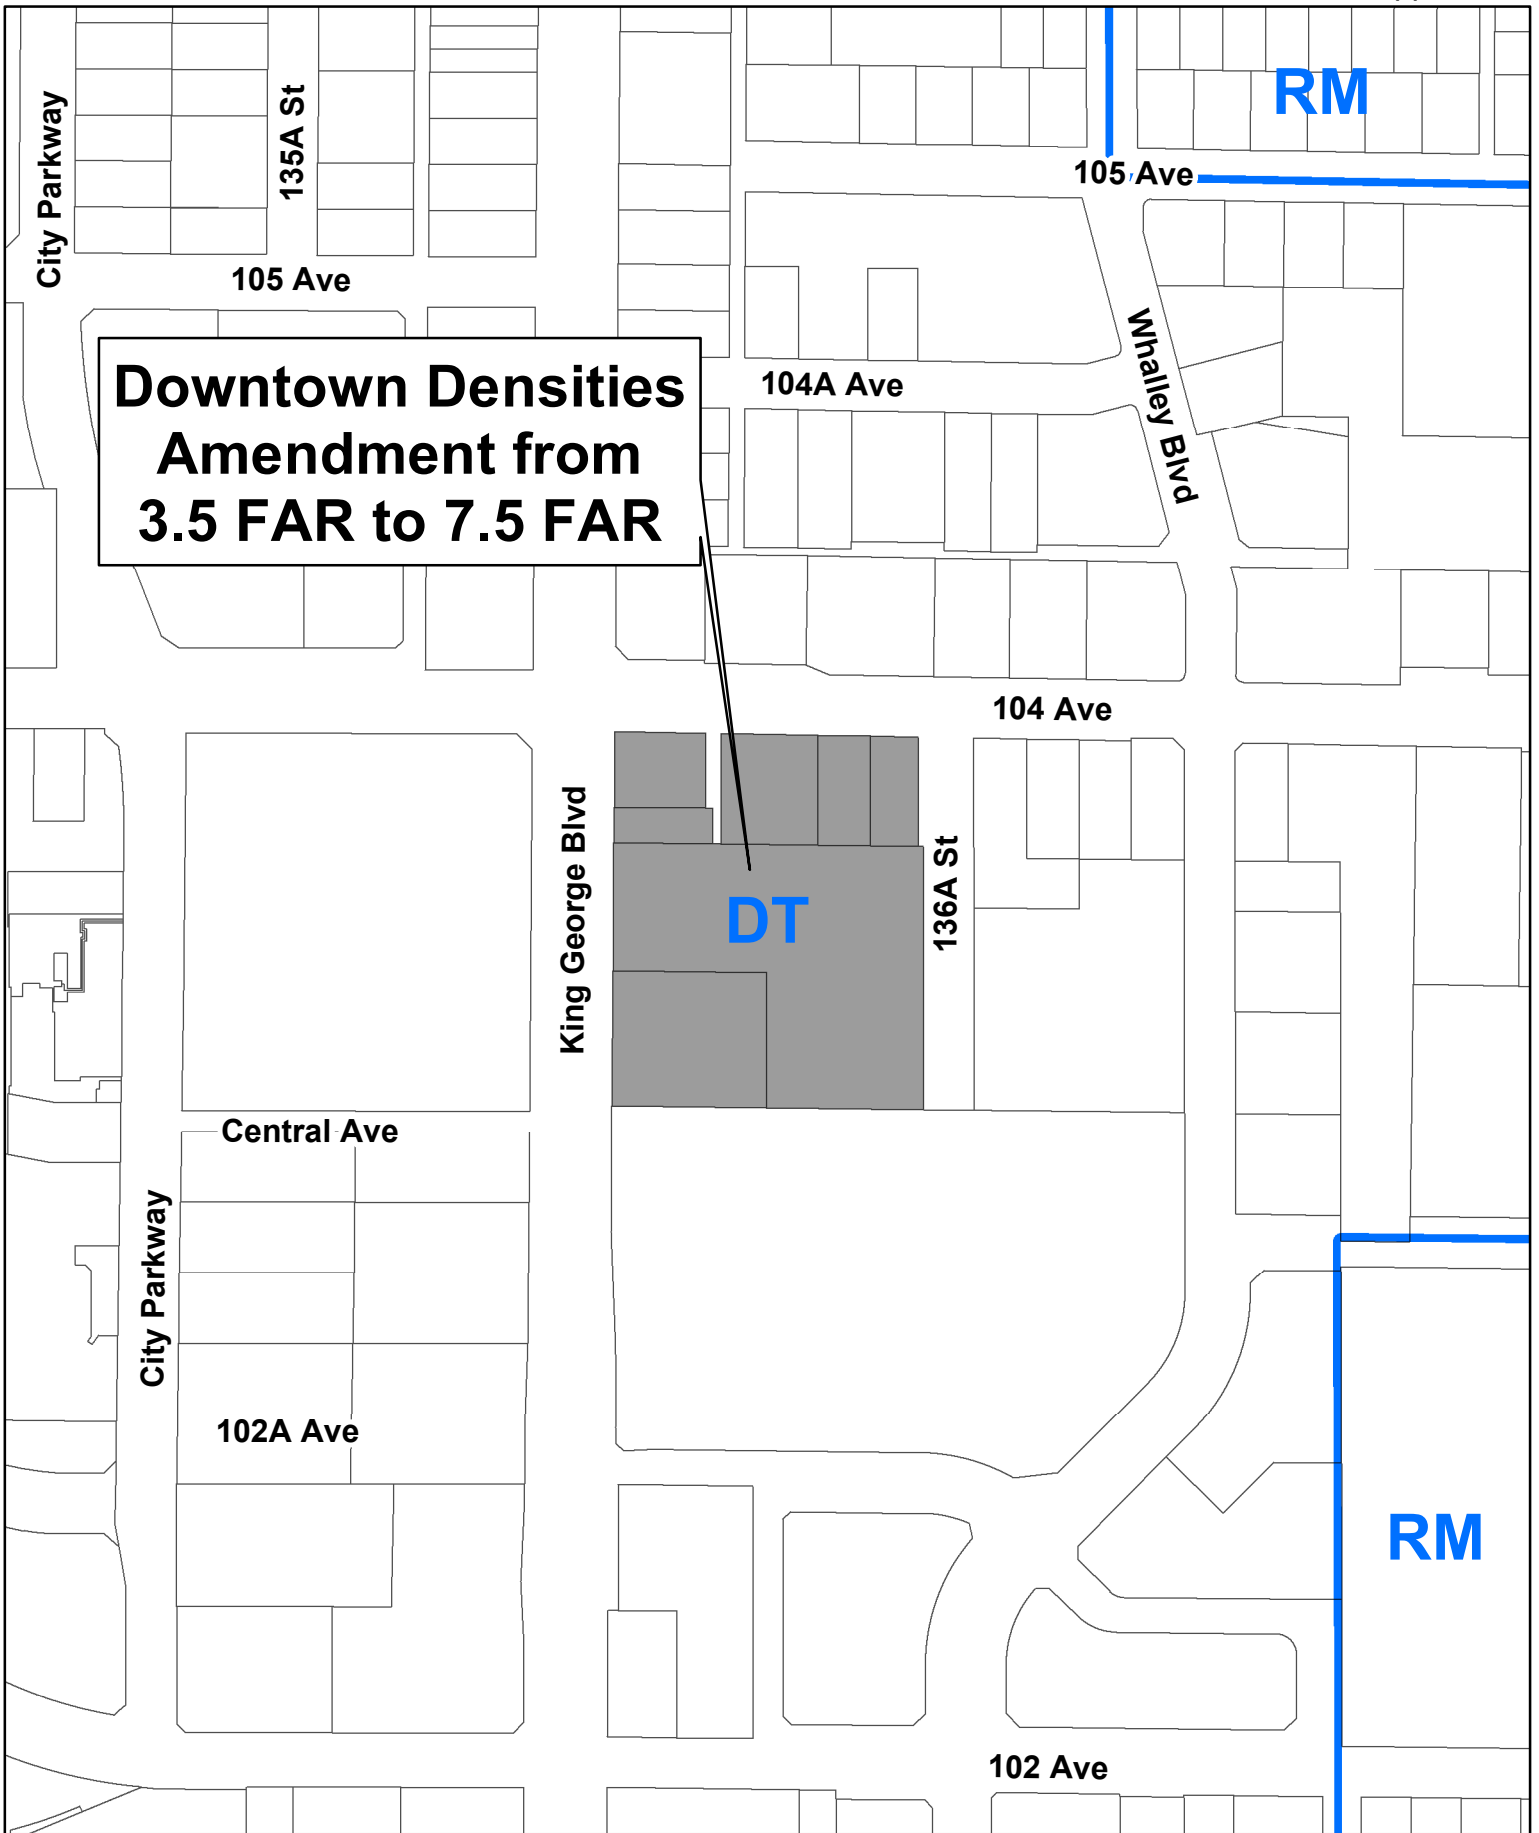 RM
City Parkway
135A St
105 Ave
105 Ave
Whalley Blvd
Downtown Densities
Amendment from
3.5 FAR to 7.5 FAR
104A Ave
104 Ave
King George Blvd
136A St
DT
Central Ave
City Parkway
102A Ave
RM
102 Ave